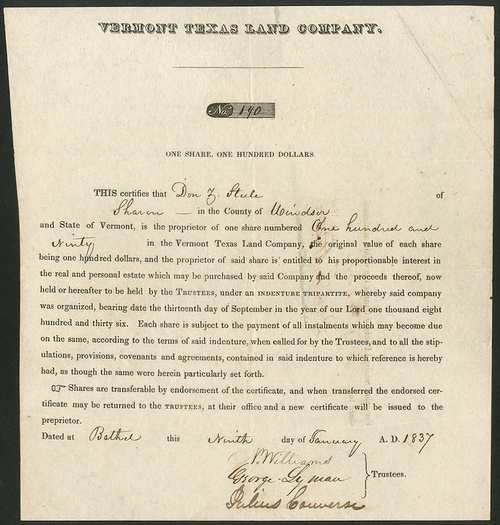 VERMONT TEXAS LAND COMPANY.
No. 190
ONE SHARE, ONE HUNDRED DOLLARS.
THIS certifies that Don Z. Steele of
Sharon — in the County of Windsor
and State of Vermont, is the proprietor of one share numbered One hundred and
Ninty in the Vermont Texas Land Company, the original value of each share
being one hundred dollars, and the proprietor of said share is entitled to his proportionable interest in
the real and personal estate which may be purchased by said Company and the proceeds thereof, now
held or hereafter to be held by the TRUSTEES, under an INDENTURE TRIPARTITE, whereby said company
was organized, bearing date the thirteenth day of September in the year of our Lord one thousand eight
hundred and thirty six. Each share is subject to the payment of all instalments which may become due
on the same, according to the terms of said indenture, when called for by the Trustees, and to all the stip-
ulations, provisions, covenants and agreements, contained in said indenture to which reference is hereby
had, as though the same were herein particularly set forth.
☞ Shares are transferable by endorsement of the certificate, and when transferred the endorsed cer-
tificate may be returned to the TRUSTEES, at their office and a new certificate will be issued to the
preprietor.
Dated at Bethel this Ninth day of January A. D. 1837
Williams
George Lyman } Trustees.
Julius Converse